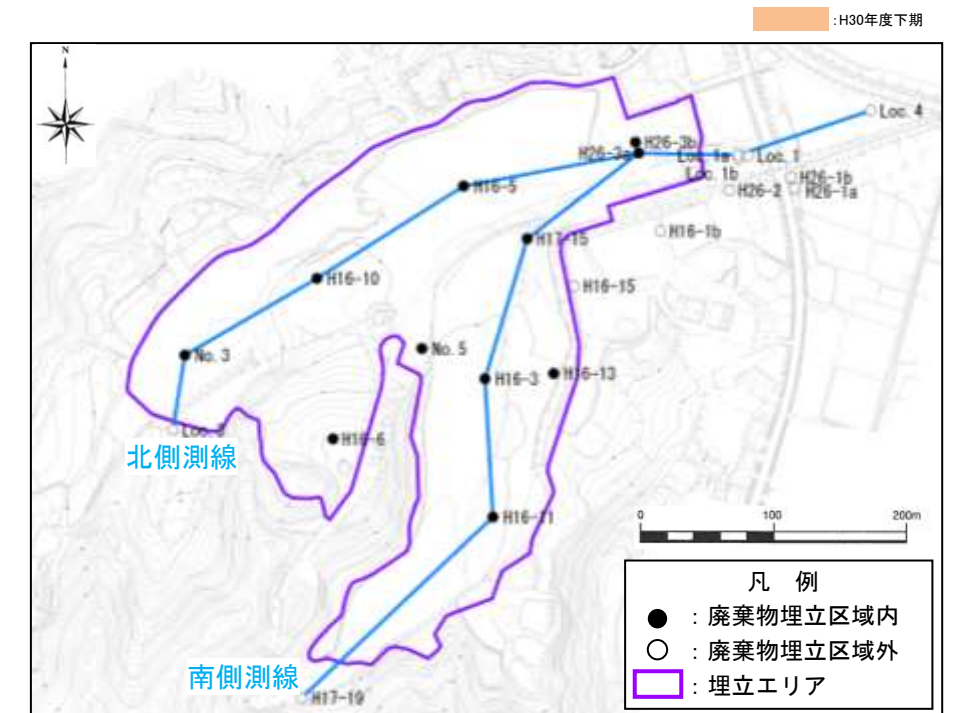 :H30年度下期
N
Loc. 4
H26-3b
H26-3a
Loc. 1a
Loc. 1
Loc. 1b
H26-1b
H26-2
H26-1a
H16-5
H16-1b
H17-15
H16-10
H16-15
No. 3
No. 5
H16-3
H16-13
H16-6
北側測線
H16-11
0 100 200m
凡 例
● : 廃棄物埋立区域内
○ : 廃棄物埋立区域外
: 埋立エリア
南側測線
H17-19